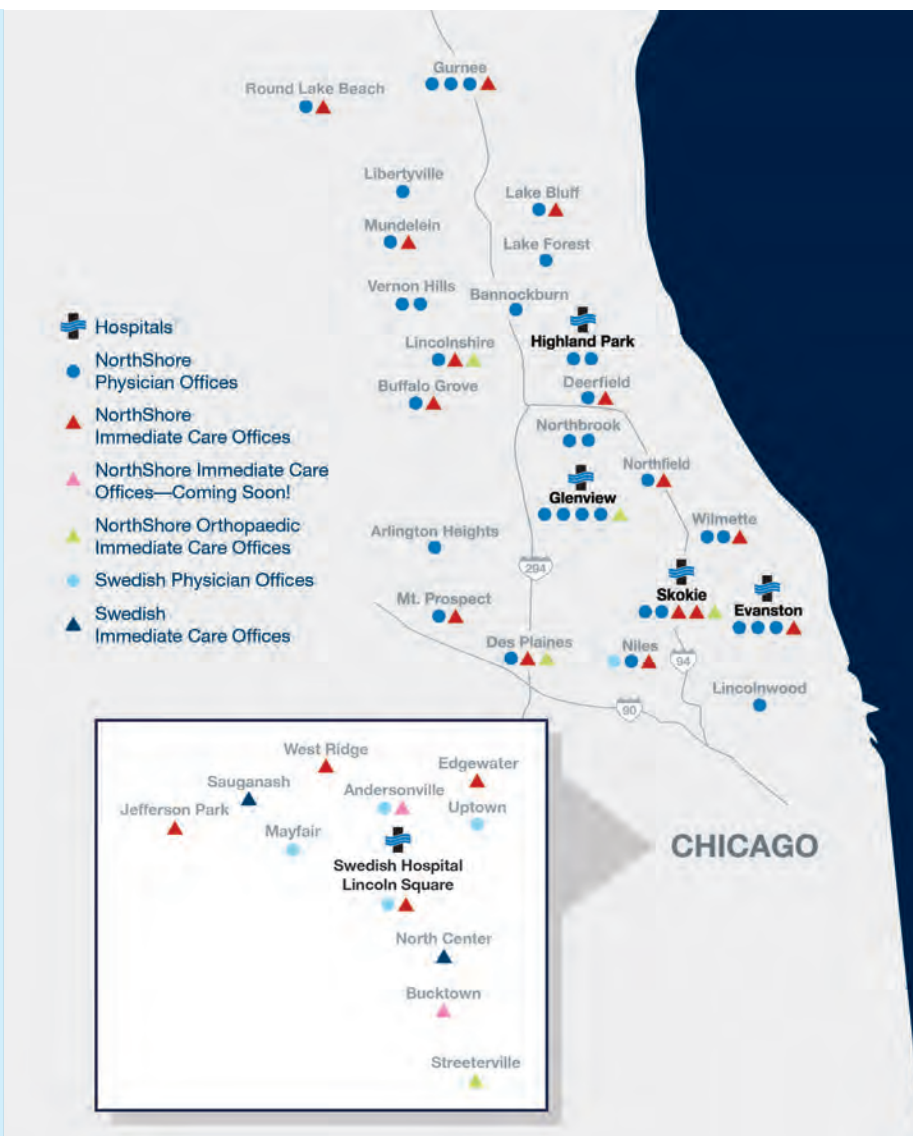 Gurnee
Round Lake Beach
Libertyville
Lake Bluff
Mundelein
Lake Forest
Vernon Hills
Bannockburn
Hospitals
NorthShore
Physician Offices
NorthShore
Immediate Care Offices
NorthShore Immediate Care
Offices—Coming Soon!
NorthShore Orthopaedic
Immediate Care Offices
Swedish Physician Offices
Swedish
Immediate Care Offices
Highland Park
Lincolnshire
Buffalo Grove
Deerfield
Northbrook
Northfield
Glenview
Wilmette
Arlington Heights
294
Skokie
Evanston
Mt. Prospect
Des Plaines
Niles
94
Lincolnwood
90
West Ridge
Edgewater
Sauganash
Andersonville
Jefferson Park
Uptown
Mayfair
Swedish Hospital
Lincoln Square
North Center
Bucktown
Streeterville
CHICAGO